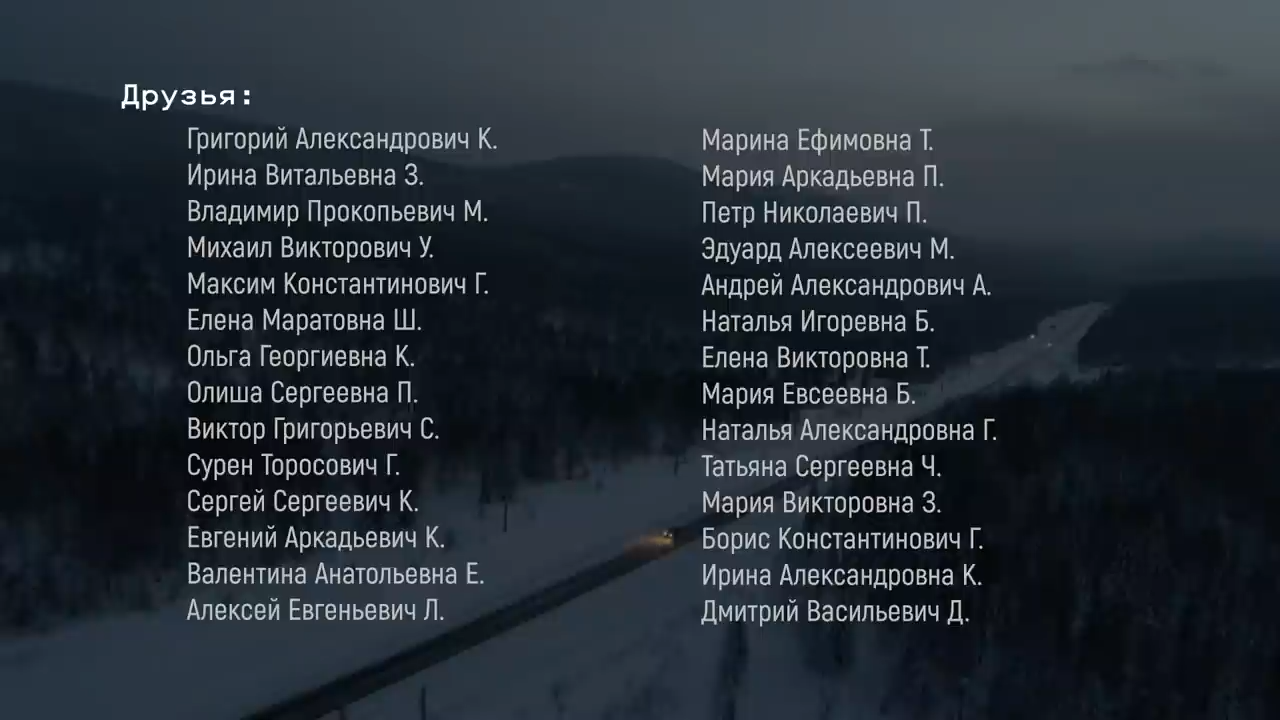 Друзья:
Григорий Александрович К.
Ирина Витальевна З.
Владимир Прокопьевич М.
Михаил Викторович У.
Максим Константинович Г.
Елена Маратовна Ш.
Ольга Георгиевна К.
Олиша Сергеевна П.
Виктор Григорьевич С.
Сурен Торосович Г.
Сергей Сергеевич К.
Евгений Аркадьевич К.
Валентина Анатольевна Е.
Алексей Евгеньевич Л.
Марина Ефимовна Т.
Мария Аркадьевна П.
Петр Николаевич П.
Эдуард Алексеевич М.
Андрей Александрович А.
Наталья Игоревна Б.
Елена Викторовна Т.
Мария Евсеевна Б.
Наталья Александровна Г.
Татьяна Сергеевна Ч.
Мария Викторовна З.
Борис Константинович Г.
Ирина Александровна К.
Дмитрий Васильевич Д.